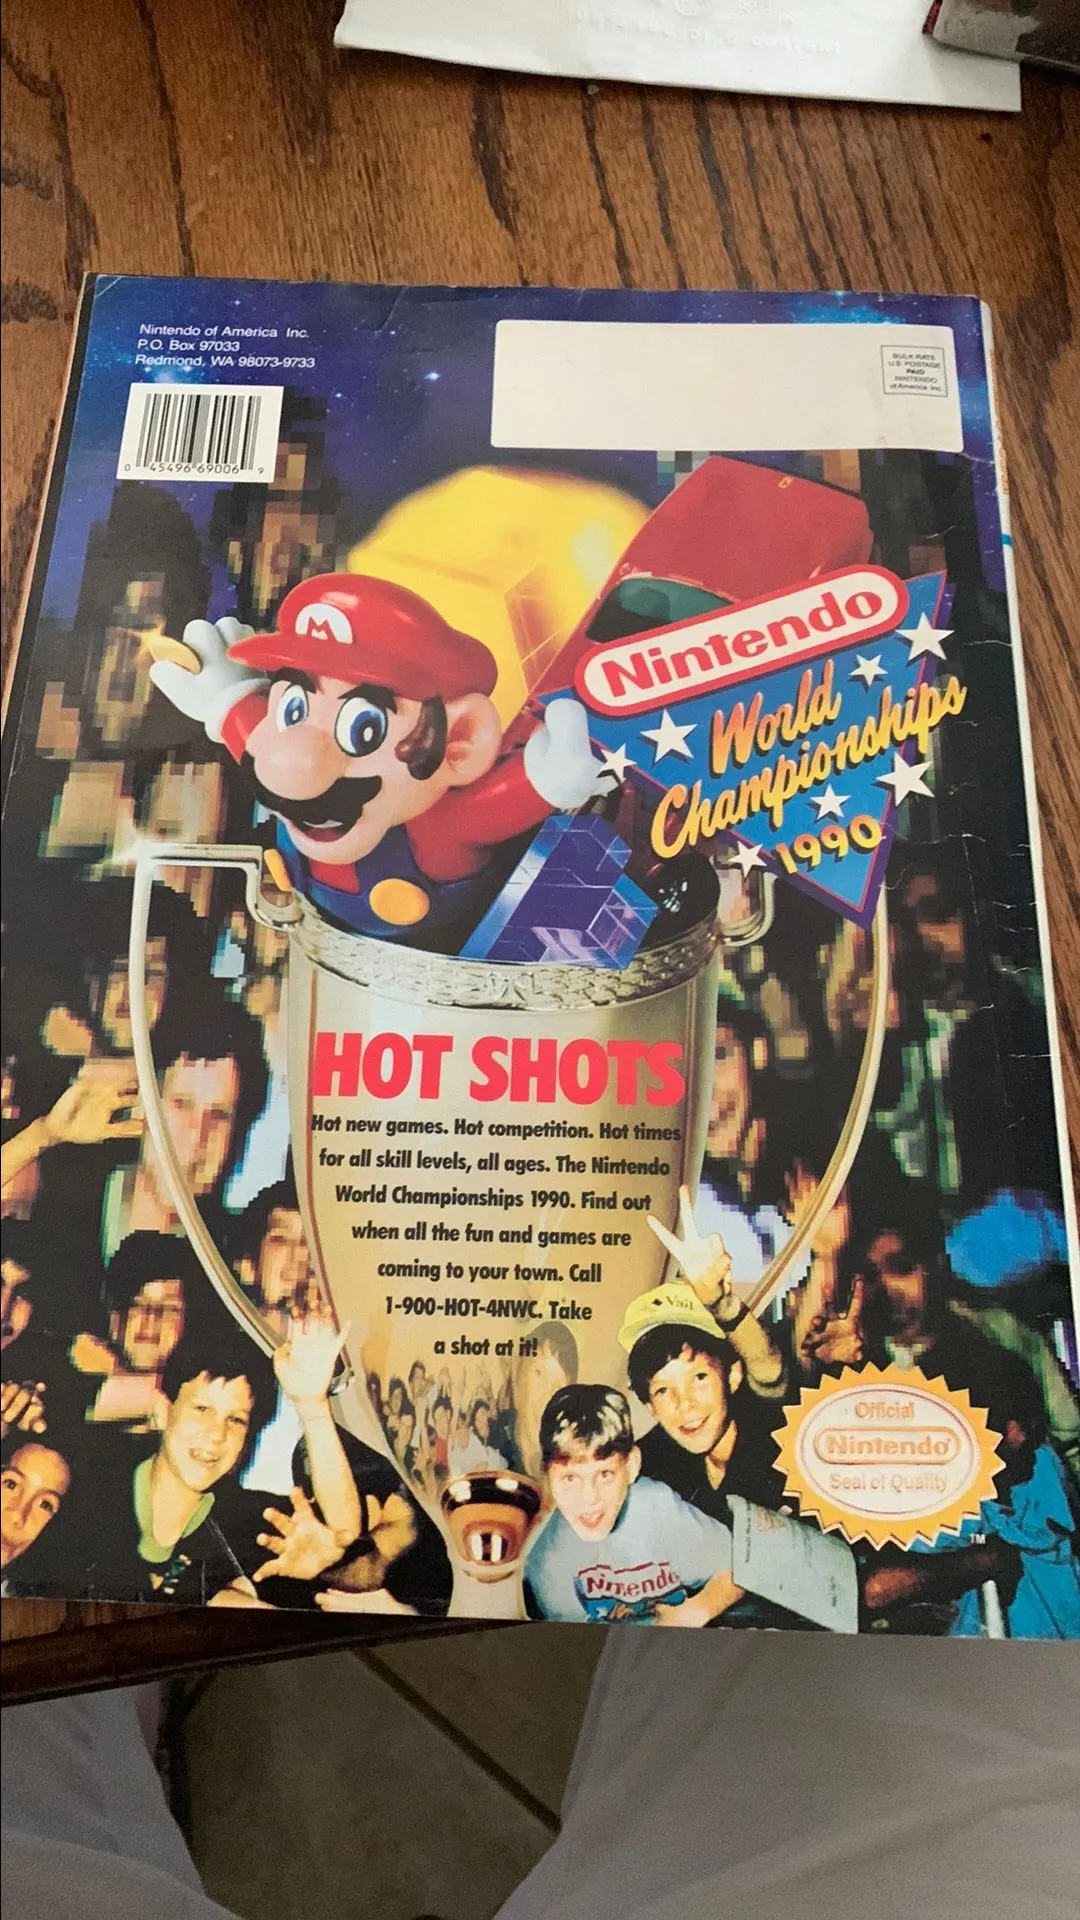 Nintendo of America Inc.
P.O. Box 97033
Redmond, WA 98073-9733
BULK RATE
U.S. POSTAGE
PAID
NINTENDO
of America Inc.
0 45496 69006 9
M
Nintendo
World
Championships
1990
HOT SHOTS
Hot new games. Hot competition. Hot times
for all skill levels, all ages. The Nintendo
World Championships 1990. Find out
when all the fun and games are
coming to your town. Call
1-900-HOT-4NWC. Take
a shot at it!
Vail
Official
Nintendo
Seal of Quality
TM
Nintendo